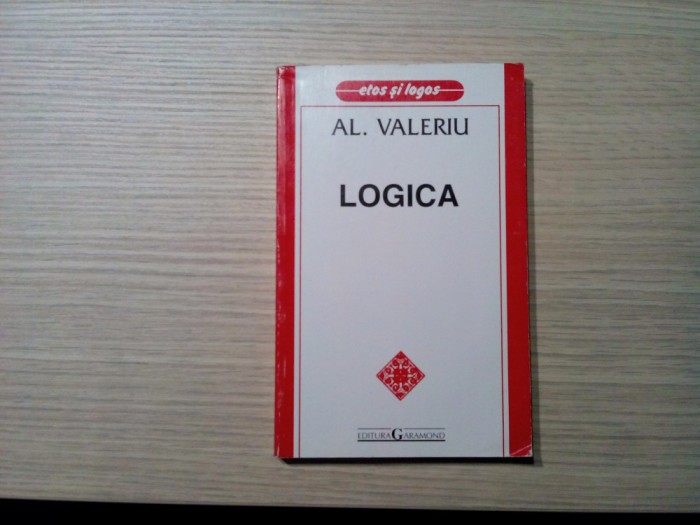 etos și logos
AL. VALERIU
LOGICA
EDITURA GARAMOND